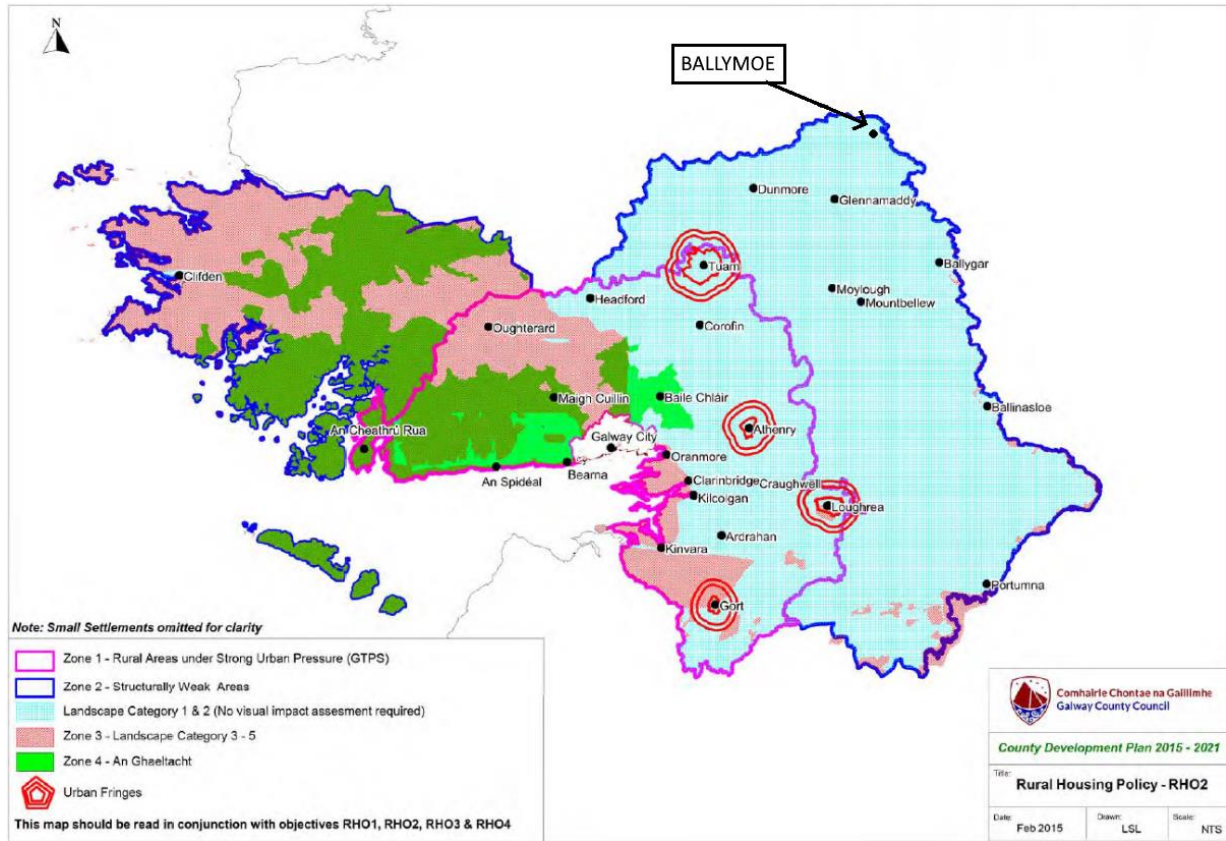 N
BALLYMOE
Dunmore
Glennamaddy
Clifden
Tuam
Ballygar
Headford
Moylough
Mountbellew
Oughterard
Corofin
Maigh Cuillin
Baile Chláir
Ballinasloe
An Cheathrú Rua
Galway City
Athenry
An Spidéal
Bearna
Oranmore
Clarinbridge
Craughwell
Kilcolgan
Loughrea
Ardrahan
Kinvara
Portumna
Gort
Note: Small Settlements omitted for clarity
Zone 1 - Rural Areas under Strong Urban Pressure (GTPS)
Zone 2 - Structurally Weak Areas
Landscape Category 1 & 2 (No visual impact assesment required)
Zone 3 - Landscape Category 3 - 5
Zone 4 - An Ghaeltacht
Urban Fringes
This map should be read in conjunction with objectives RHO1, RHO2, RHO3 & RHO4
Comhairle Chontae na Gaillimhe
Galway County Council
County Development Plan 2015 - 2021
Title:
Rural Housing Policy - RHO2
Date: Feb 2015
Drawn: LSL
Scale: NTS